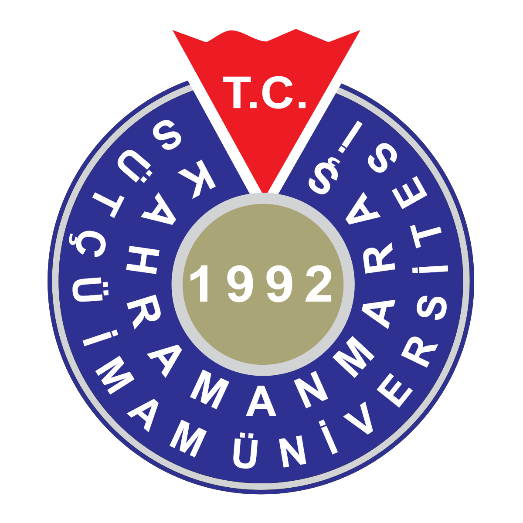 T.C.
KAHRAMANMARAŞ
SÜTÇÜ İMAM ÜNİVERSİTESİ
1992